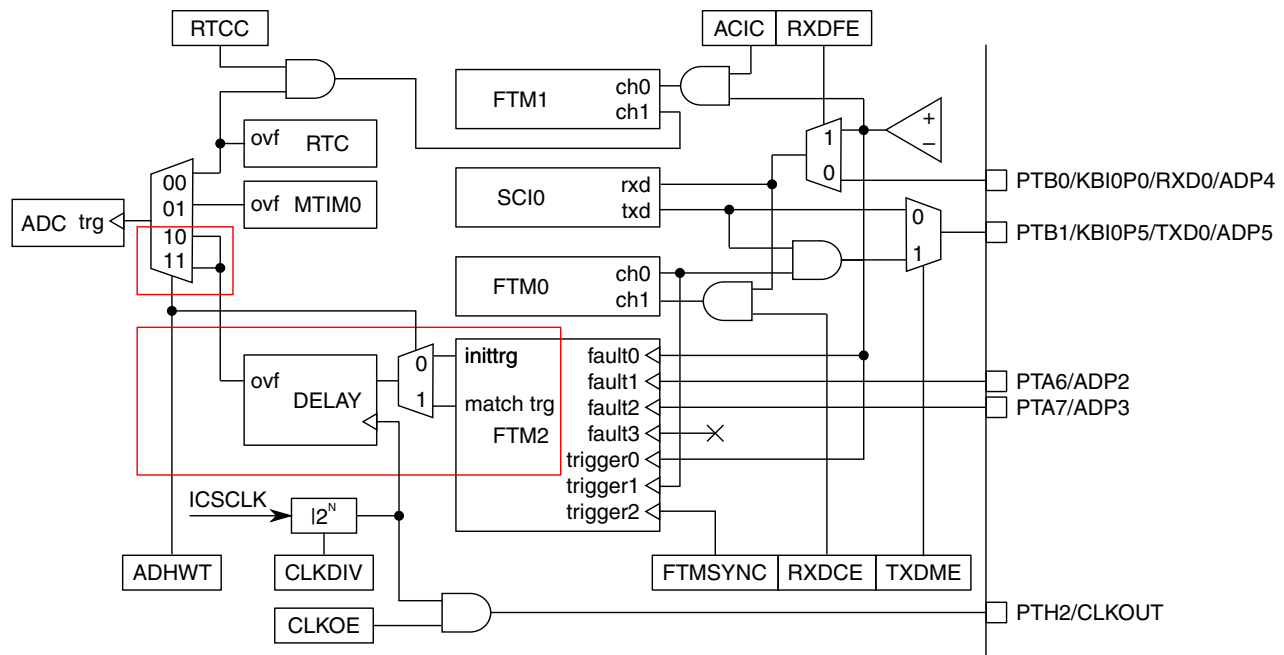 RTCC
ACIC RXDFE
FTM1
ch0
ch1
ovf RTC
ovf MTIM0
ADC trg
00
01
10
11
SCI0
rxd
txd
1
0
+
−
PTB0/KBI0P0/RXD0/ADP4
0
1
PTB1/KBI0P5/TXD0/ADP5
FTM0
ch0
ch1
ovf
DELAY
0
1
inittrg
match trg
FTM2
fault0
fault1
fault2
fault3
trigger0
trigger1
trigger2
PTA6/ADP2
PTA7/ADP3
ICSCLK
|2^N
ADHWT CLKDIV FTMSYNC RXDCE TXDME
CLKOE
PTH2/CLKOUT